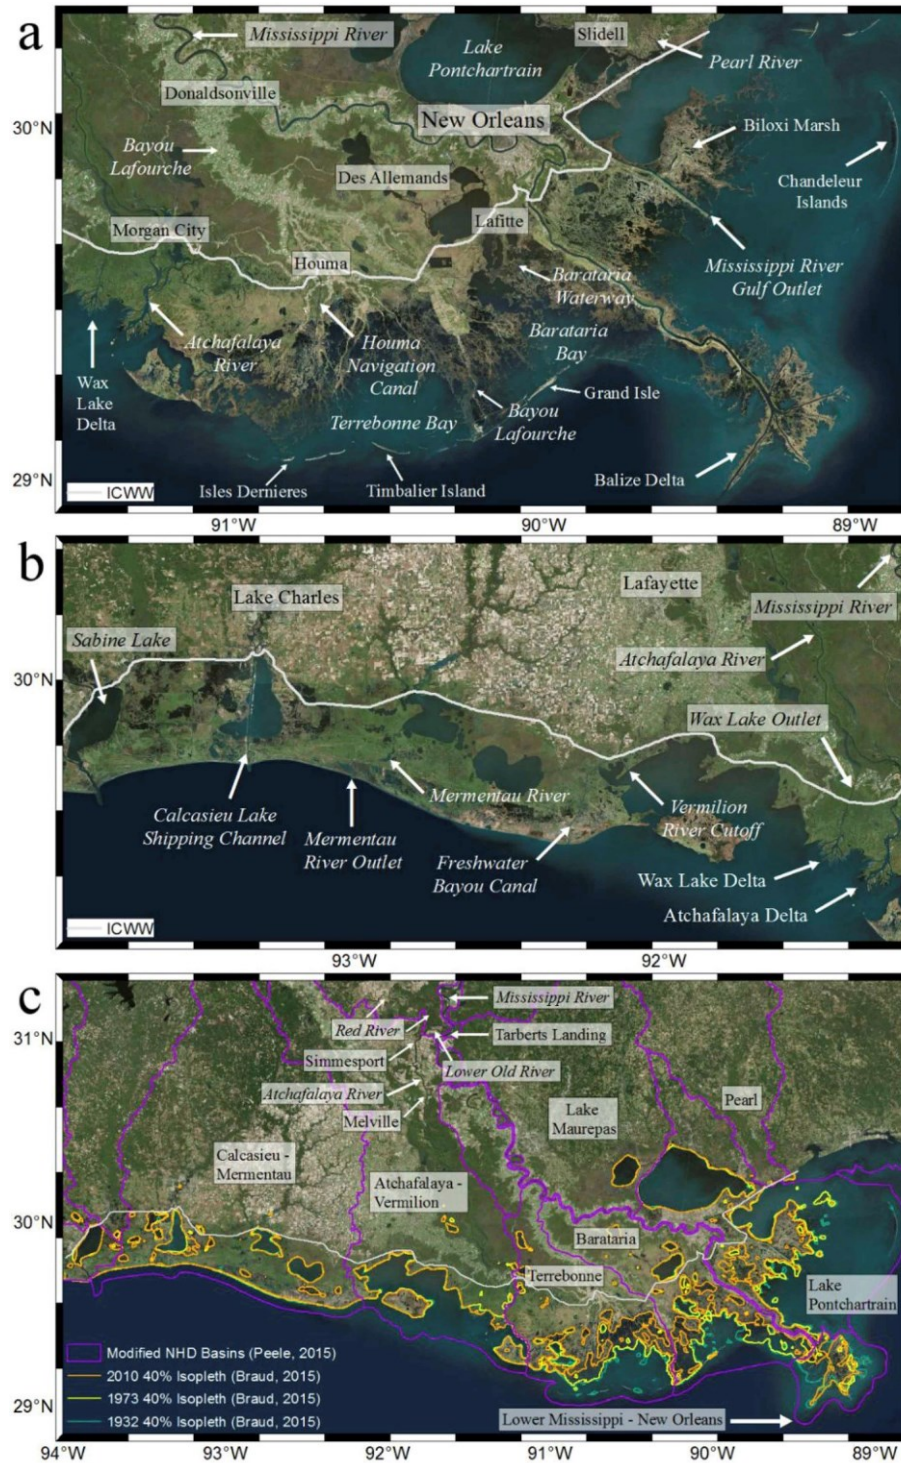 a
Mississippi River
Lake
Pontchartrain
Slidell
Pearl River
Donaldsonville
New Orleans
30°N
Biloxi Marsh
Bayou
Lafourche
Des Allemands
Chandeleur
Islands
Morgan City
Lafitte
Houma
Barataria
Waterway
Mississippi River
Gulf Outlet
Atchafalaya
River
Houma
Navigation
Canal
Barataria
Bay
Wax
Lake
Delta
Grand Isle
Terrebonne Bay
Bayou
Lafourche
29°N
Isles Dernieres
Timbalier Island
Balize Delta
ICWW
91°W
90°W
89°W
b
Lake Charles
Lafayette
Mississippi River
Sabine Lake
Atchafalaya River
30°N
Wax Lake Outlet
Calcasieu Lake
Shipping Channel
Mermentau River
Mermentau
River Outlet
Vermilion
River Cutoff
Freshwater
Bayou Canal
Wax Lake Delta
Atchafalaya Delta
ICWW
93°W
92°W
c
Mississippi River
31°N
Red River
Tarberts Landing
Simmesport
Lower Old River
Atchafalaya River
Melville
Lake
Maurepas
Pearl
Calcasieu -
Mermentau
Atchafalaya -
Vermilion
30°N
Barataria
Terrebonne
Lake
Pontchartrain
Modified NHD Basins (Peele, 2015)
2010 40% Isopleth (Braud, 2015)
1973 40% Isopleth (Braud, 2015)
1932 40% Isopleth (Braud, 2015)
29°N
Lower Mississippi - New Orleans
94°W
93°W
92°W
91°W
90°W
89°W